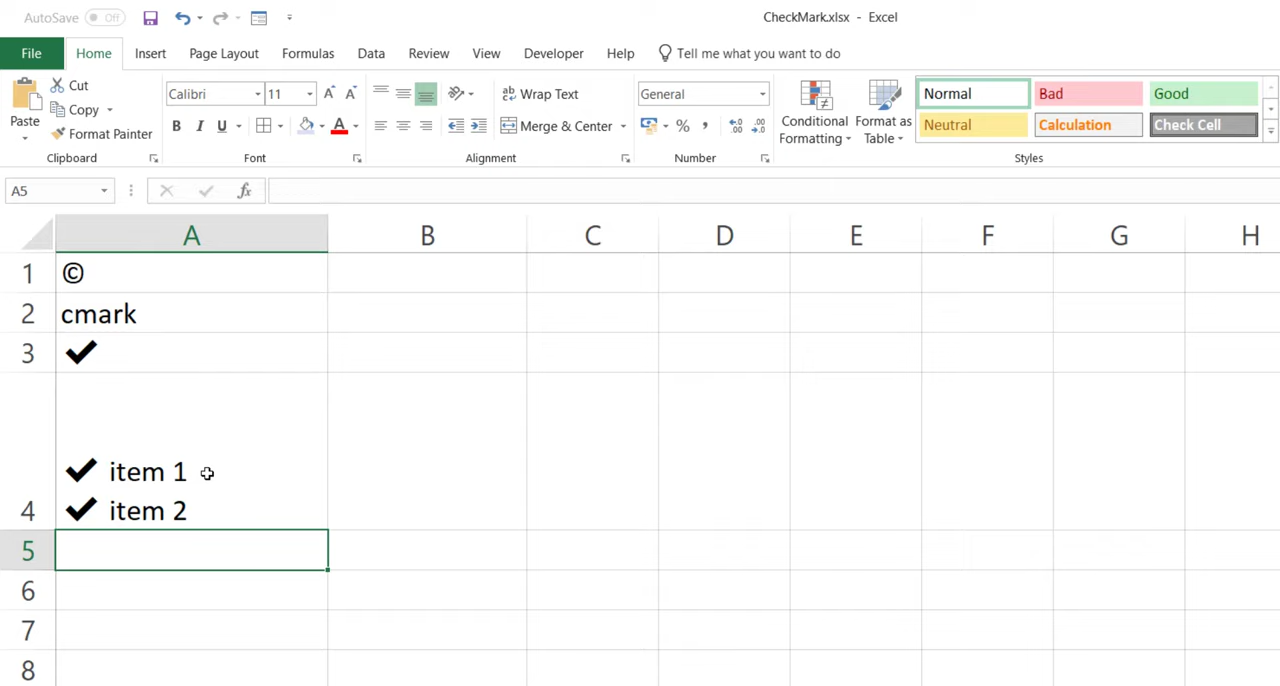 AutoSave Off
CheckMark.xlsx - Excel
File Home Insert Page Layout Formulas Data Review View Developer Help Tell me what you want to do
Paste
Cut
Copy
Format Painter
Clipboard
Calibri 11
B I U A
Font
Wrap Text
Merge & Center
Alignment
General
% ,
Number
Conditional Formatting
Format as Table
Normal Bad Good
Neutral Calculation Check Cell
Styles
A5 fx
A B C D E F G H
1 ©
2 cmark
3 ✔
✔ item 1
4 ✔ item 2
5
6
7
8